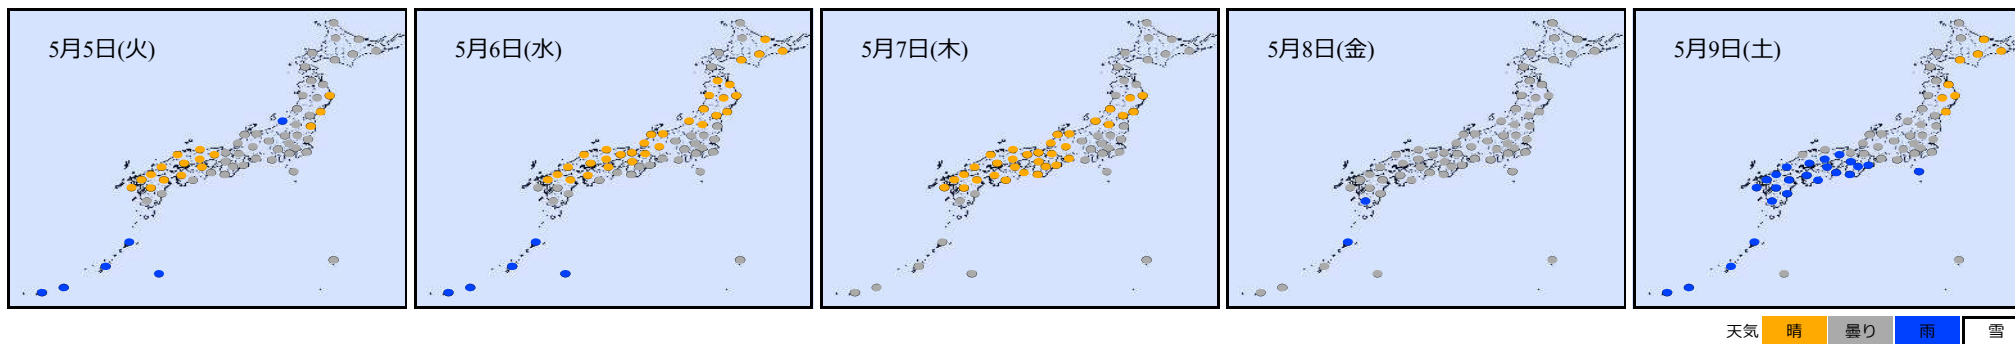 5月5日(火)
5月6日(水)
5月7日(木)
5月8日(金)
5月9日(土)
天気 晴 曇り 雨 雪